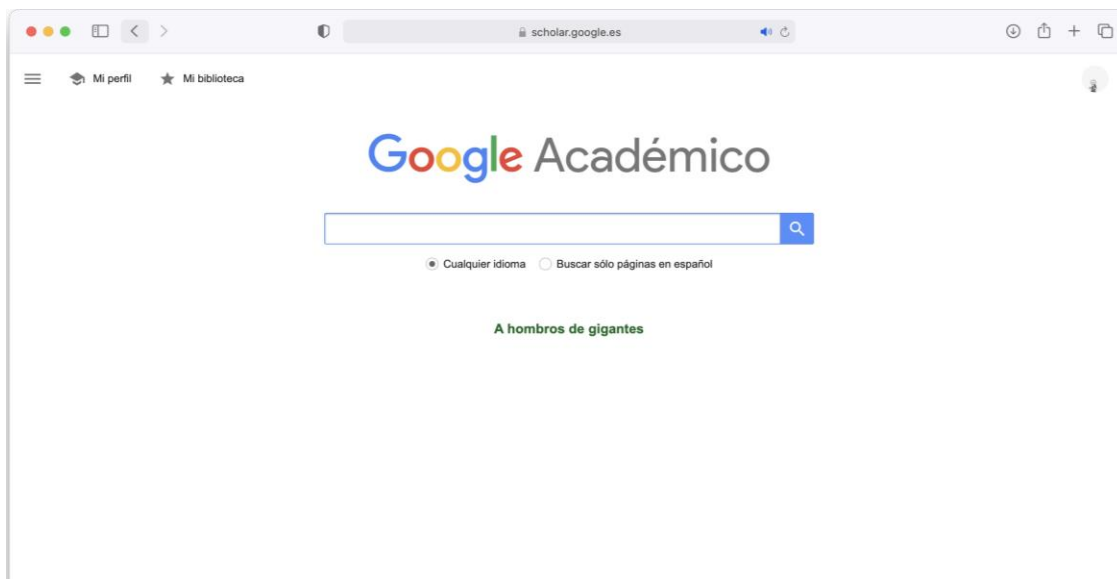 scholar.google.es
Mi perfil Mi biblioteca
Google Académico
Cualquier idioma Buscar sólo páginas en español
A hombros de gigantes